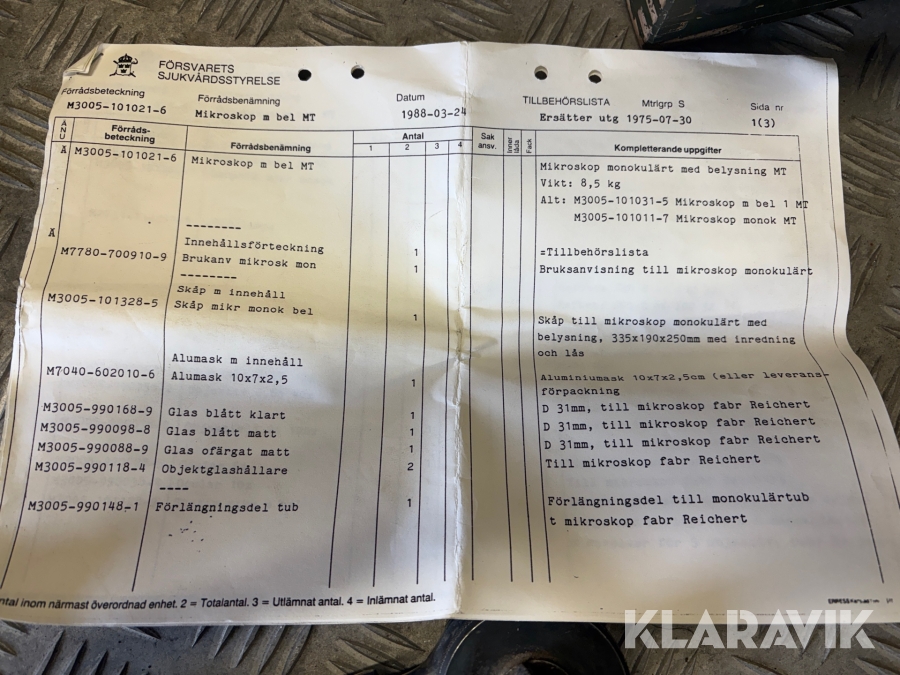 FÖRSVARETS
SJUKVÅRDSSTYRELSE
Förrådsbeteckning
M3005-101021-6
Förrådsbenämning
Mikroskop m bel MT
Datum
1988-03-24
TILLBEHÖRSLISTA Mtrlgrp S
Ersätter utg 1975-07-30
Sida nr
1(3)
ÄNU
Förråds-
beteckning
Förrådsbenämning
Antal
1 2 3 4
Sak
ansv.
Inner
låda
Fack
Kompletterande uppgifter
Ä M3005-101021-6 Mikroskop m bel MT Mikroskop monokulärt med belysning MT
Vikt: 8,5 kg
Alt: M3005-101031-5 Mikroskop m bel 1 MT
M3005-101011-7 Mikroskop monok MT
--------
Ä Innehållsförteckning 1 =Tillbehörslista
M7780-700910-9 Brukanv mikrosk mon 1 Bruksanvisning till mikroskop monokulärt
--------
Skåp m innehåll
M3005-101328-5 Skåp mikr monok bel 1 Skåp till mikroskop monokulärt med
belysning, 335x190x250mm med inredning
och lås
Alumask m innehåll
M7040-602010-6 Alumask 10x7x2,5 1 Aluminiumask 10x7x2,5cm (eller leverans-
förpackning
M3005-990168-9 Glas blått klart 1 D 31mm, till mikroskop fabr Reichert
M3005-990098-8 Glas blått matt 1 D 31mm, till mikroskop fabr Reichert
M3005-990088-9 Glas ofärgat matt 1 D 31mm, till mikroskop fabr Reichert
M3005-990118-4 Objektglashållare 2 Till mikroskop fabr Reichert
----
M3005-990148-1 Förlängningsdel tub 1 Förlängningsdel till monokulärtub
t mikroskop fabr Reichert
ntal inom närmast överordnad enhet. 2 = Totalantal. 3 = Utlämnat antal. 4 = Inlämnat antal.
KLARAVIK